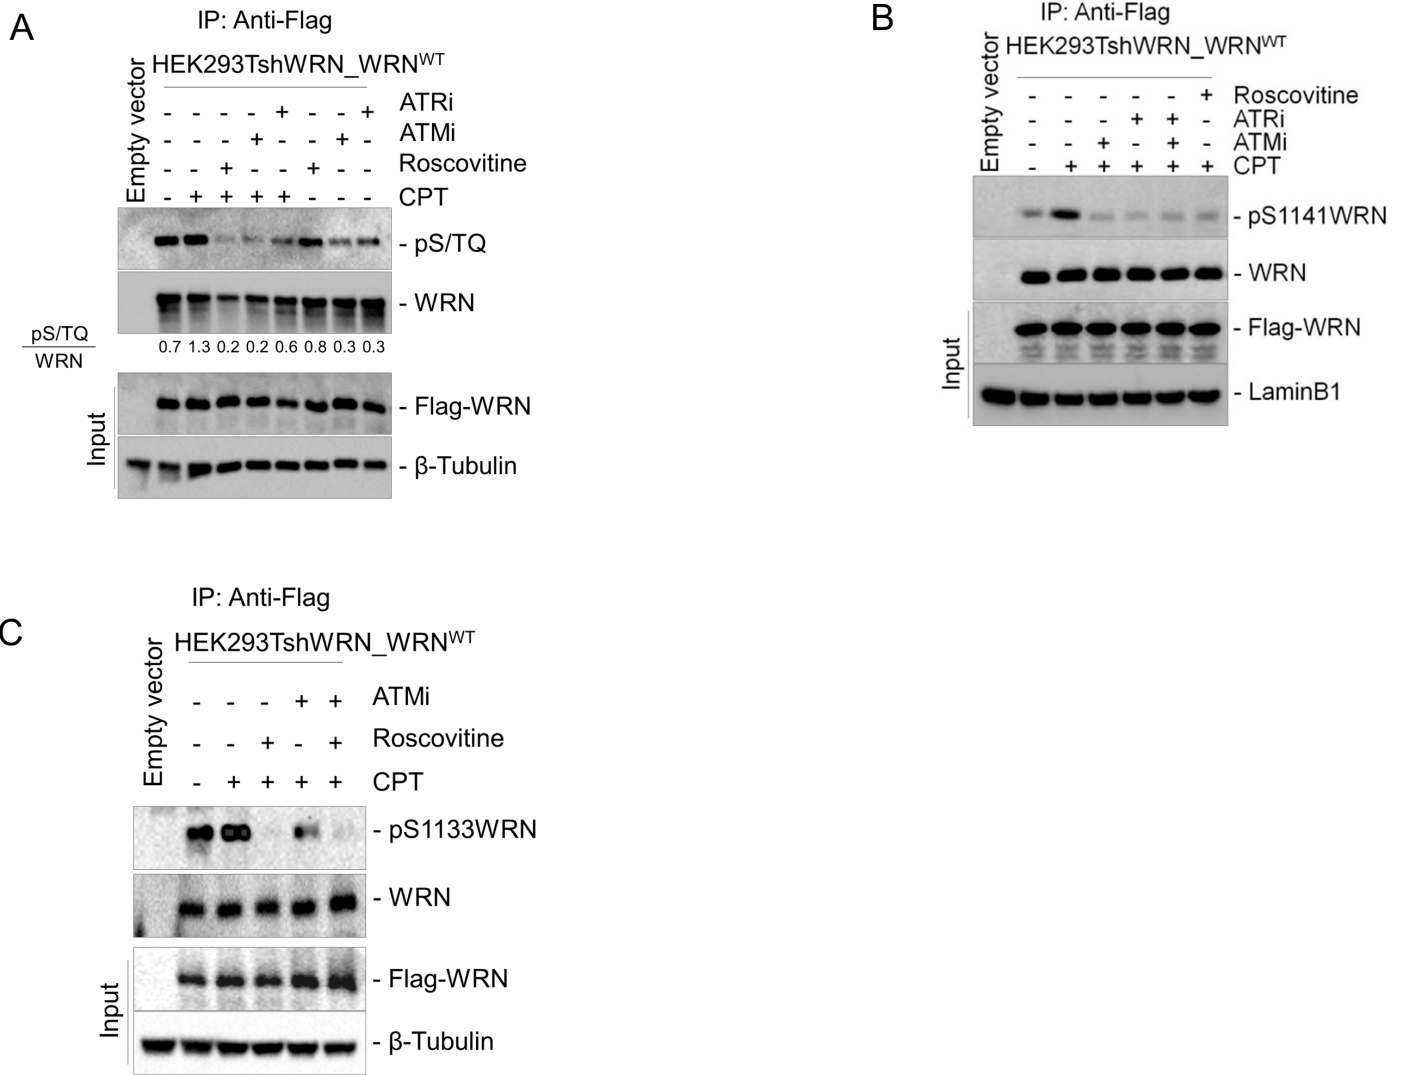 A
IP: Anti-Flag
Empty vector
HEK293TshWRN_WRNWT
- - - - + - - + ATRi
- - - + - - + - ATMi
- - + - - + - - Roscovitine
- + + + + - - - CPT
- pS/TQ
- WRN
pS/TQ
WRN
0.7 1.3 0.2 0.2 0.6 0.8 0.3 0.3
Input
- Flag-WRN
- β-Tubulin
B
IP: Anti-Flag
Empty vector
HEK293TshWRN_WRNWT
- - - - - + Roscovitine
- - - + + - ATRi
- - + - + - ATMi
- + + + + + CPT
- pS1141WRN
- WRN
Input
- Flag-WRN
- LaminB1
C
IP: Anti-Flag
Empty vector
HEK293TshWRN_WRNWT
- - - + + ATMi
- - + - + Roscovitine
- + + + + CPT
- pS1133WRN
- WRN
Input
- Flag-WRN
- β-Tubulin